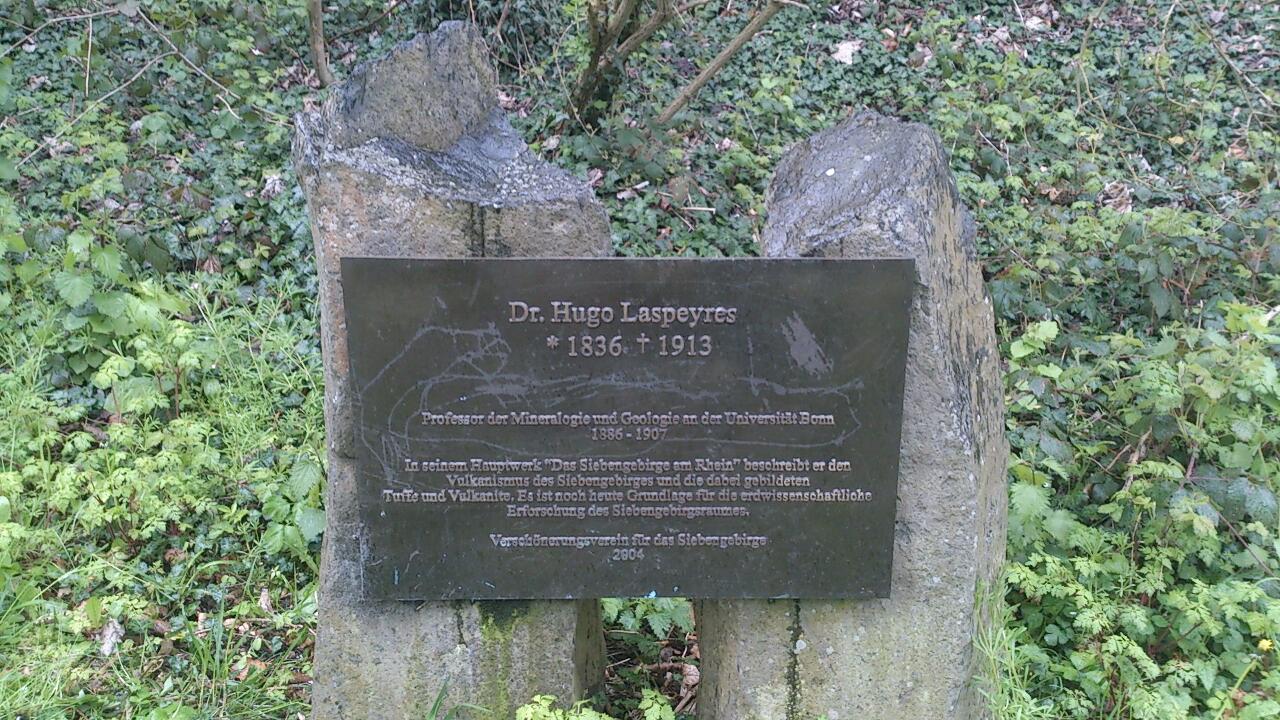 Dr. Hugo Laspeyres
* 1836 † 1913
Professor der Mineralogie und Geologie an der Universität Bonn
1886 - 1907
In seinem Hauptwerk "Das Siebengebirge am Rhein" beschreibt er den
Vulkanismus des Siebengebirges und die dabei gebildeten
Tuffe und Vulkanite. Es ist noch heute Grundlage für die erdwissenschaftliche
Erforschung des Siebengebirgsraumes.
Verschönerungsverein für das Siebengebirge
2004